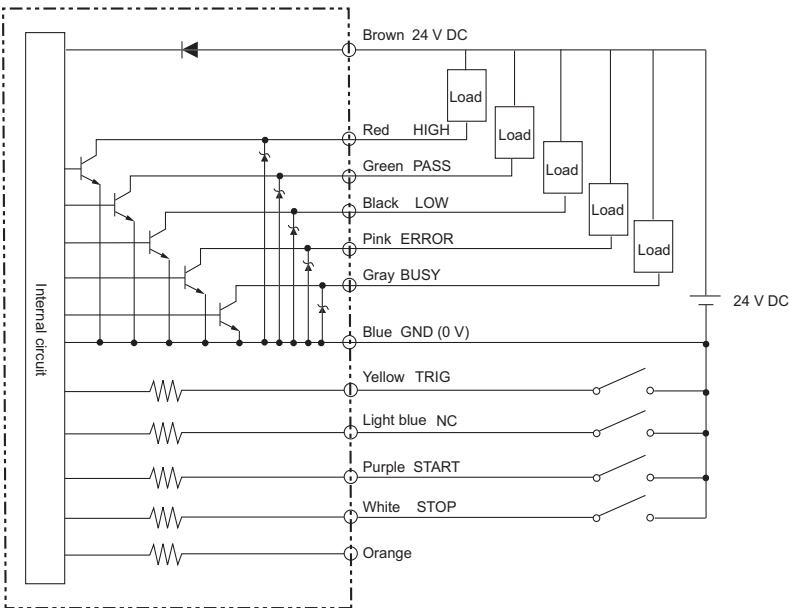 Brown 24 V DC
Load
Load
Load
Load
Load
Red HIGH
Green PASS
Black LOW
Pink ERROR
Gray BUSY
24 V DC
Internal circuit
Blue GND (0 V)
Yellow TRIG
Light blue NC
Purple START
White STOP
Orange